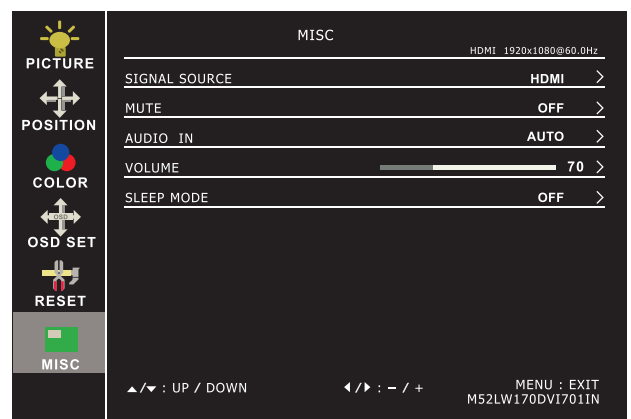 MISC
HDMI 1920x1080@60.0Hz
PICTURE
POSITION
COLOR
OSD
OSD SET
RESET
MISC
SIGNAL SOURCE HDMI >
MUTE OFF >
AUDIO IN AUTO >
VOLUME 70 >
SLEEP MODE OFF >
▲/▼ : UP / DOWN ◀/▶ : – / + MENU : EXIT
M52LW170DVI701IN